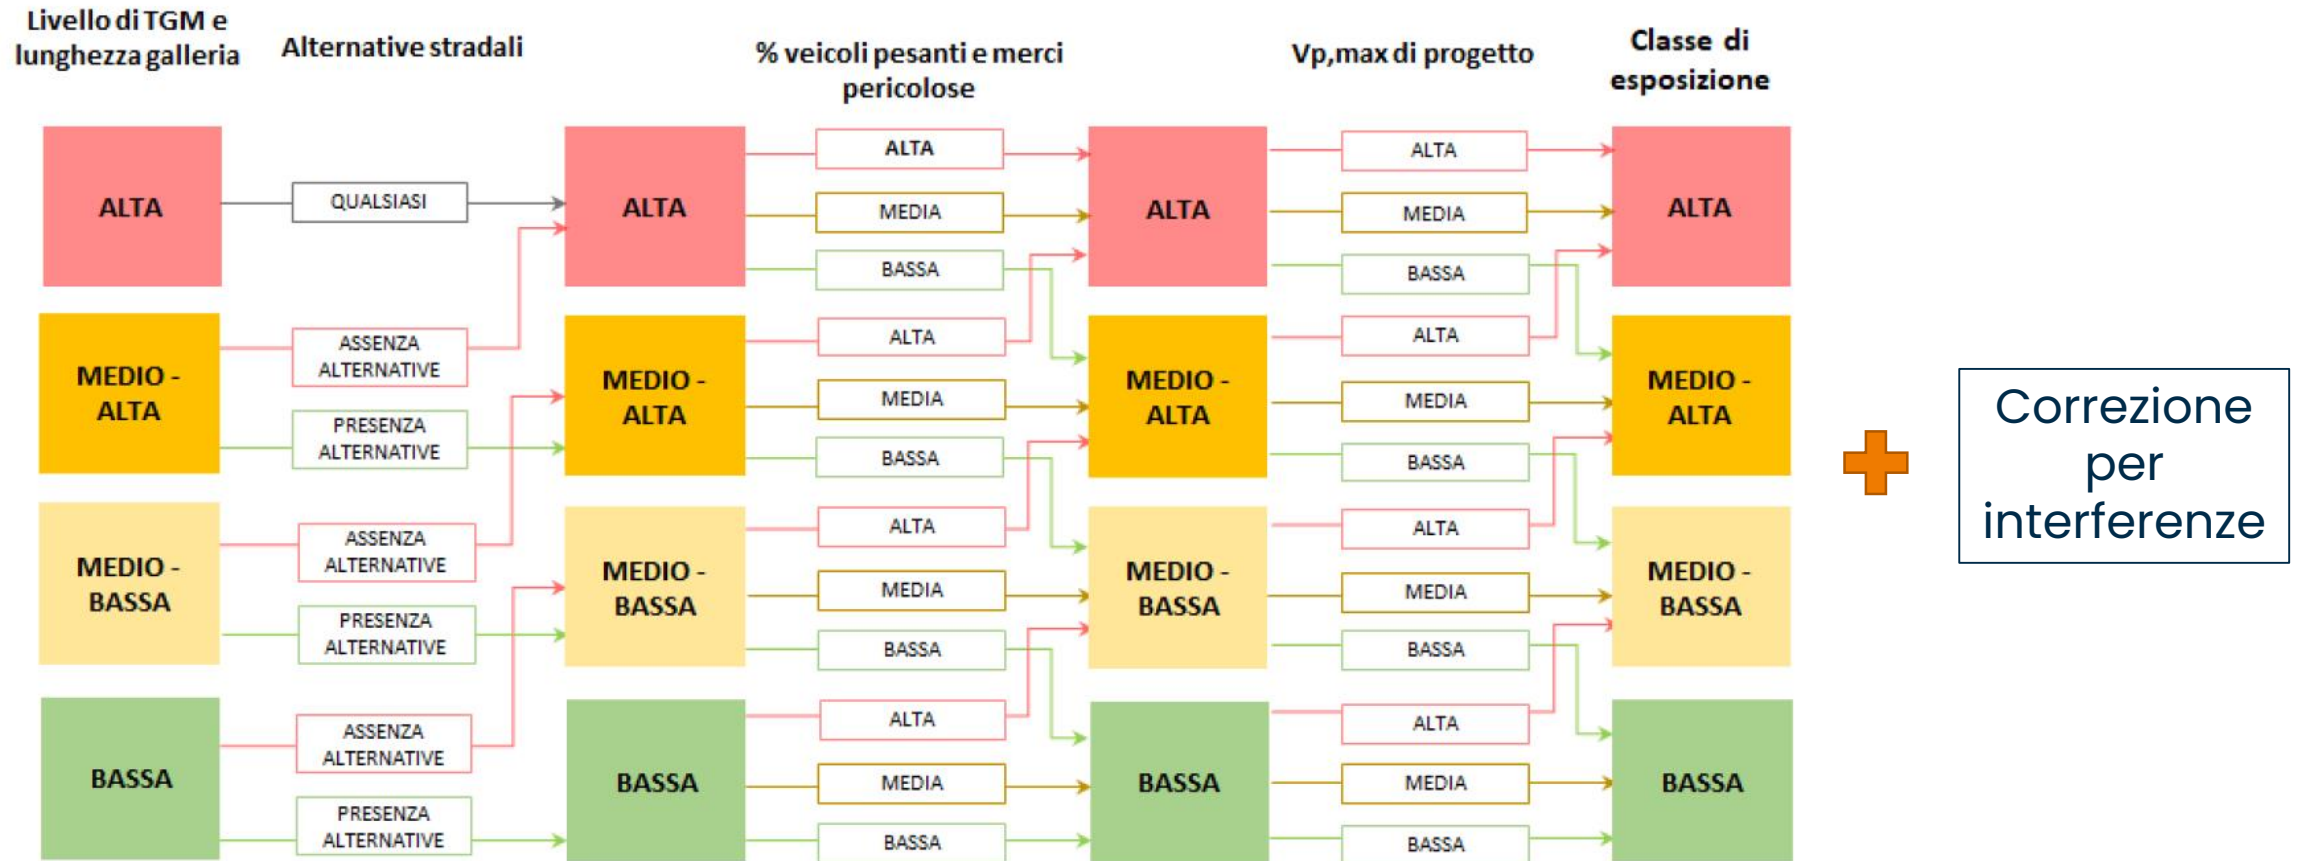 Livello di TGM e
lunghezza galleria
Alternative stradali
% veicoli pesanti e merci
pericolose
Vp,max di progetto
Classe di
esposizione
ALTA
QUALSIASI
ALTA
ALTA
MEDIA
BASSA
ALTA
ALTA
MEDIA
BASSA
ALTA
MEDIO -
ALTA
ASSENZA
ALTERNATIVE
PRESENZA
ALTERNATIVE
MEDIO -
ALTA
ALTA
MEDIA
BASSA
MEDIO -
ALTA
ALTA
MEDIA
BASSA
MEDIO -
ALTA
MEDIO -
BASSA
ASSENZA
ALTERNATIVE
PRESENZA
ALTERNATIVE
MEDIO -
BASSA
ALTA
MEDIA
BASSA
MEDIO -
BASSA
ALTA
MEDIA
BASSA
MEDIO -
BASSA
BASSA
ASSENZA
ALTERNATIVE
PRESENZA
ALTERNATIVE
BASSA
ALTA
MEDIA
BASSA
BASSA
ALTA
MEDIA
BASSA
BASSA
Correzione
per
interferenze